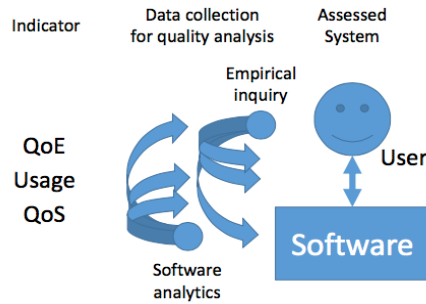 Indicator
Data collection
for quality analysis
Assessed
System
Empirical
inquiry
QoE
Usage
QoS
User
Software
Software
analytics